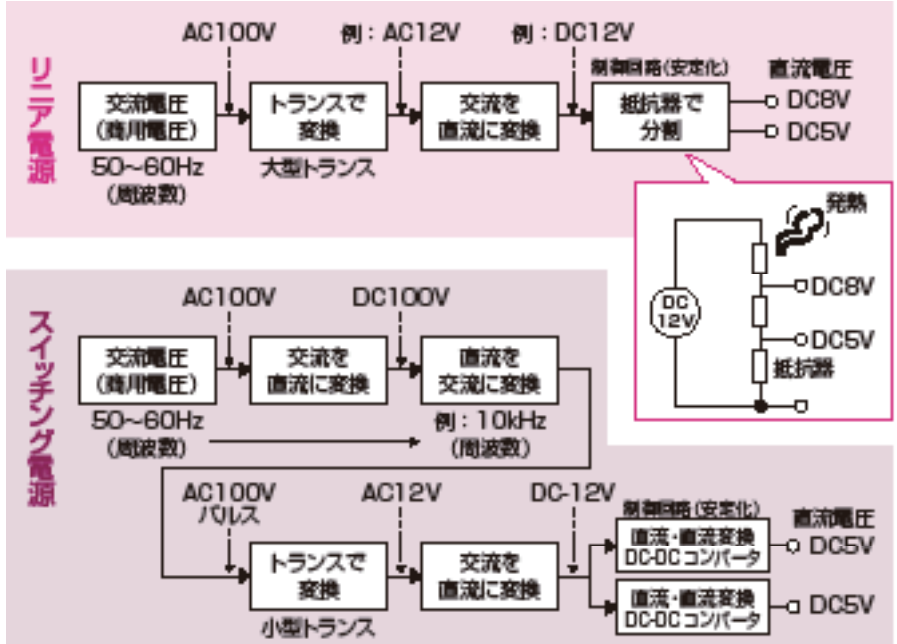 リニア電源
AC100V
例：AC12V
例：DC12V
制御回路(安定化)
直流電圧
交流電圧
(商用電圧)
トランスで
変換
交流を
直流に変換
抵抗器で
分割
DC8V
DC5V
50～60Hz
(周波数)
大型トランス
発熱
DC
12V
DC8V
DC5V
抵抗器
スイッチング電源
AC100V
DC100V
交流電圧
(商用電圧)
交流を
直流に変換
直流を
交流に変換
50～60Hz
(周波数)
例：10kHz
(周波数)
AC100V
パルス
AC12V
DC-12V
制御回路(安定化)
直流電圧
トランスで
変換
交流を
直流に変換
直流・直流変換
DC-DCコンバータ
DC5V
直流・直流変換
DC-DCコンバータ
DC5V
小型トランス